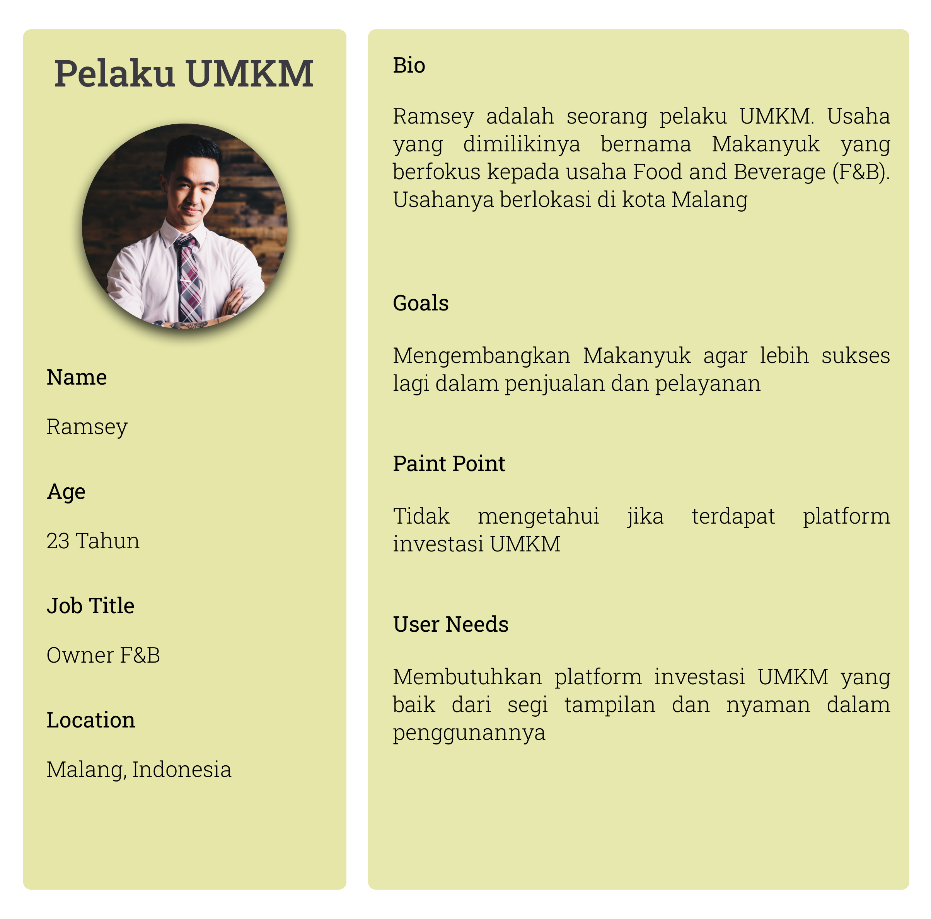 Pelaku UMKM
Name
Ramsey
Age
23 Tahun
Job Title
Owner F&B
Location
Malang, Indonesia
Bio
Ramsey adalah seorang pelaku UMKM. Usaha
yang dimilikinya bernama Makanyuk yang
berfokus kepada usaha Food and Beverage (F&B).
Usahanya berlokasi di kota Malang
Goals
Mengembangkan Makanyuk agar lebih sukses
lagi dalam penjualan dan pelayanan
Paint Point
Tidak mengetahui jika terdapat platform
investasi UMKM
User Needs
Membutuhkan platform investasi UMKM yang
baik dari segi tampilan dan nyaman dalam
penggunannya